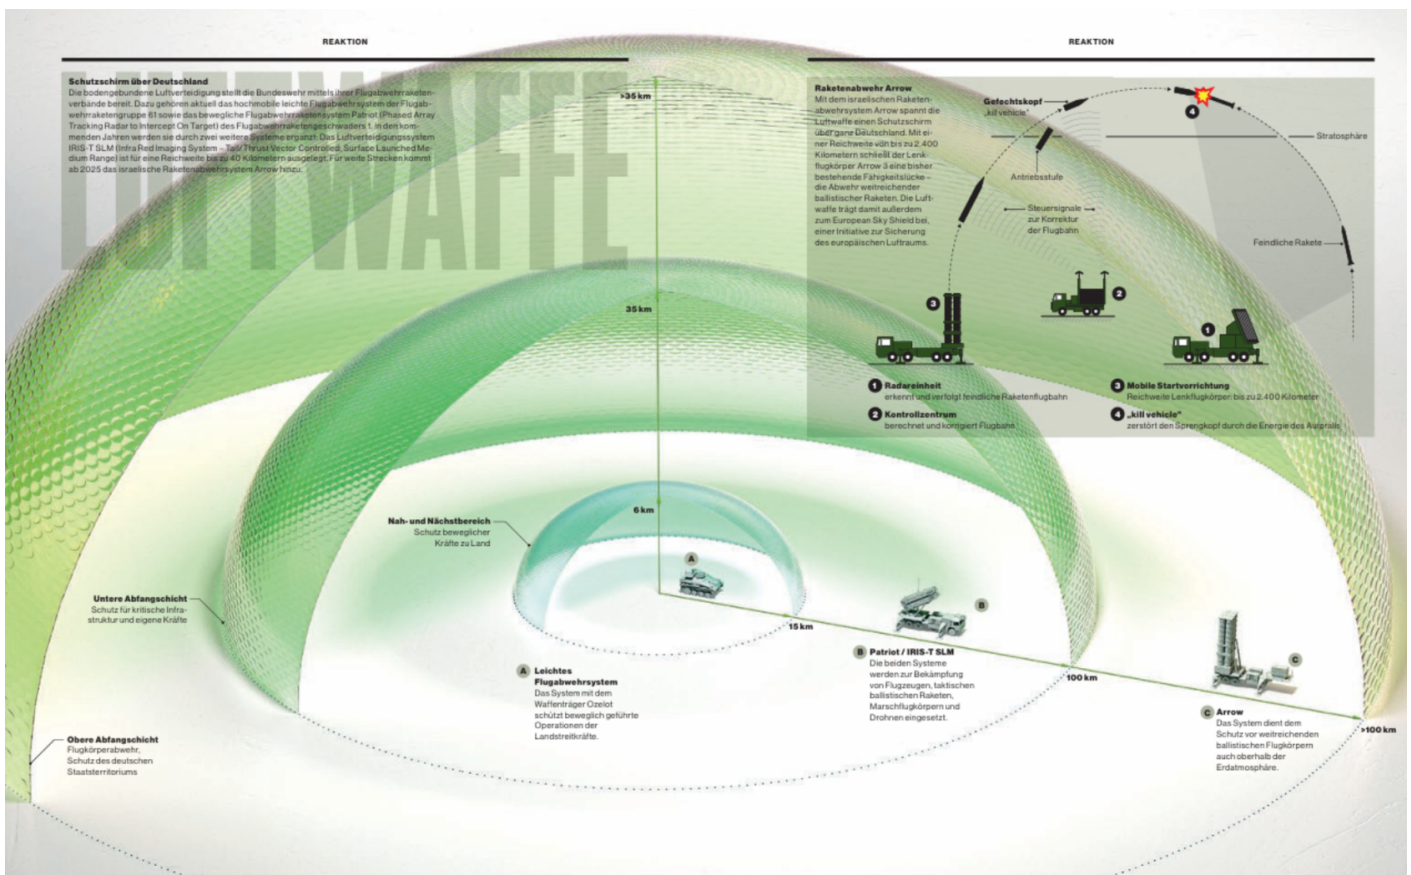 REAKTION
LUFTWAFFE
Schutzschirm über Deutschland
Die bodengebundene Luftverteidigung stellt die Bundeswehr mittels ihrer Flugabwehrraketen-
verbände bereit. Dazu gehören aktuell das hochmobile leichte Flugabwehrsystem der Flugab-
wehrraketengruppe 61 sowie das bewegliche Flugabwehrraketensystem Patriot (Phased Array
Tracking Radar to Intercept On Target) des Flugabwehrraketengeschwaders 1. In den kom-
menden Jahren werden sie durch zwei weitere Systeme ergänzt: Das Luftverteidigungssystem
IRIS-T SLM (Infra Red Imaging System – Tail/Thrust Vector Controlled, Surface Launched Me-
dium Range) ist für eine Reichweite bis zu 40 Kilometern ausgelegt. Für weite Strecken kommt
ab 2025 das israelische Raketenabwehrsystem Arrow hinzu.
>35 km
35 km
6 km
Nah- und Nächstbereich
Schutz beweglicher
Kräfte zu Land
Untere Abfangschicht
Schutz für kritische Infra-
struktur und eigene Kräfte
Obere Abfangschicht
Flugkörperabwehr,
Schutz des deutschen
Staatsterritoriums
A
15 km
A Leichtes
Flugabwehrsystem
Das System mit dem
Waffenträger Ozelot
schützt beweglich geführte
Operationen der
Landstreitkräfte.
B
100 km
B Patriot / IRIS-T SLM
Die beiden Systeme
werden zur Bekämpfung
von Flugzeugen, taktischen
ballistischen Raketen,
Marschflugkörpern und
Drohnen eingesetzt.
C
>100 km
C Arrow
Das System dient dem
Schutz vor weitreichenden
ballistischen Flugkörpern
auch oberhalb der
Erdatmosphäre.
REAKTION
Raketenabwehr Arrow
Mit dem israelischen Raketen-
abwehrsystem Arrow spannt die
Luftwaffe einen Schutzschirm
über ganz Deutschland. Mit ei-
ner Reichweite von bis zu 2.400
Kilometern schließt der Lenk-
flugkörper Arrow 3 eine bisher
bestehende Fähigkeitslücke –
die Abwehr weitreichender
ballistischer Raketen. Die Luft-
waffe trägt damit außerdem
zum European Sky Shield bei,
einer Initiative zur Sicherung
des europäischen Luftraums.
Gefechtskopf
„kill vehicle“
4
Stratosphäre
Antriebsstufe
Steuersignale
zur Korrektur
der Flugbahn
Feindliche Rakete
3
2
1
1 Radareinheit
erkennt und verfolgt feindliche Raketenflugbahn
2 Kontrollzentrum
berechnet und korrigiert Flugbahn
3 Mobile Startvorrichtung
Reichweite Lenkflugkörper: bis zu 2.400 Kilometer
4 „kill vehicle“
zerstört den Sprengkopf durch die Energie des Aufpralls